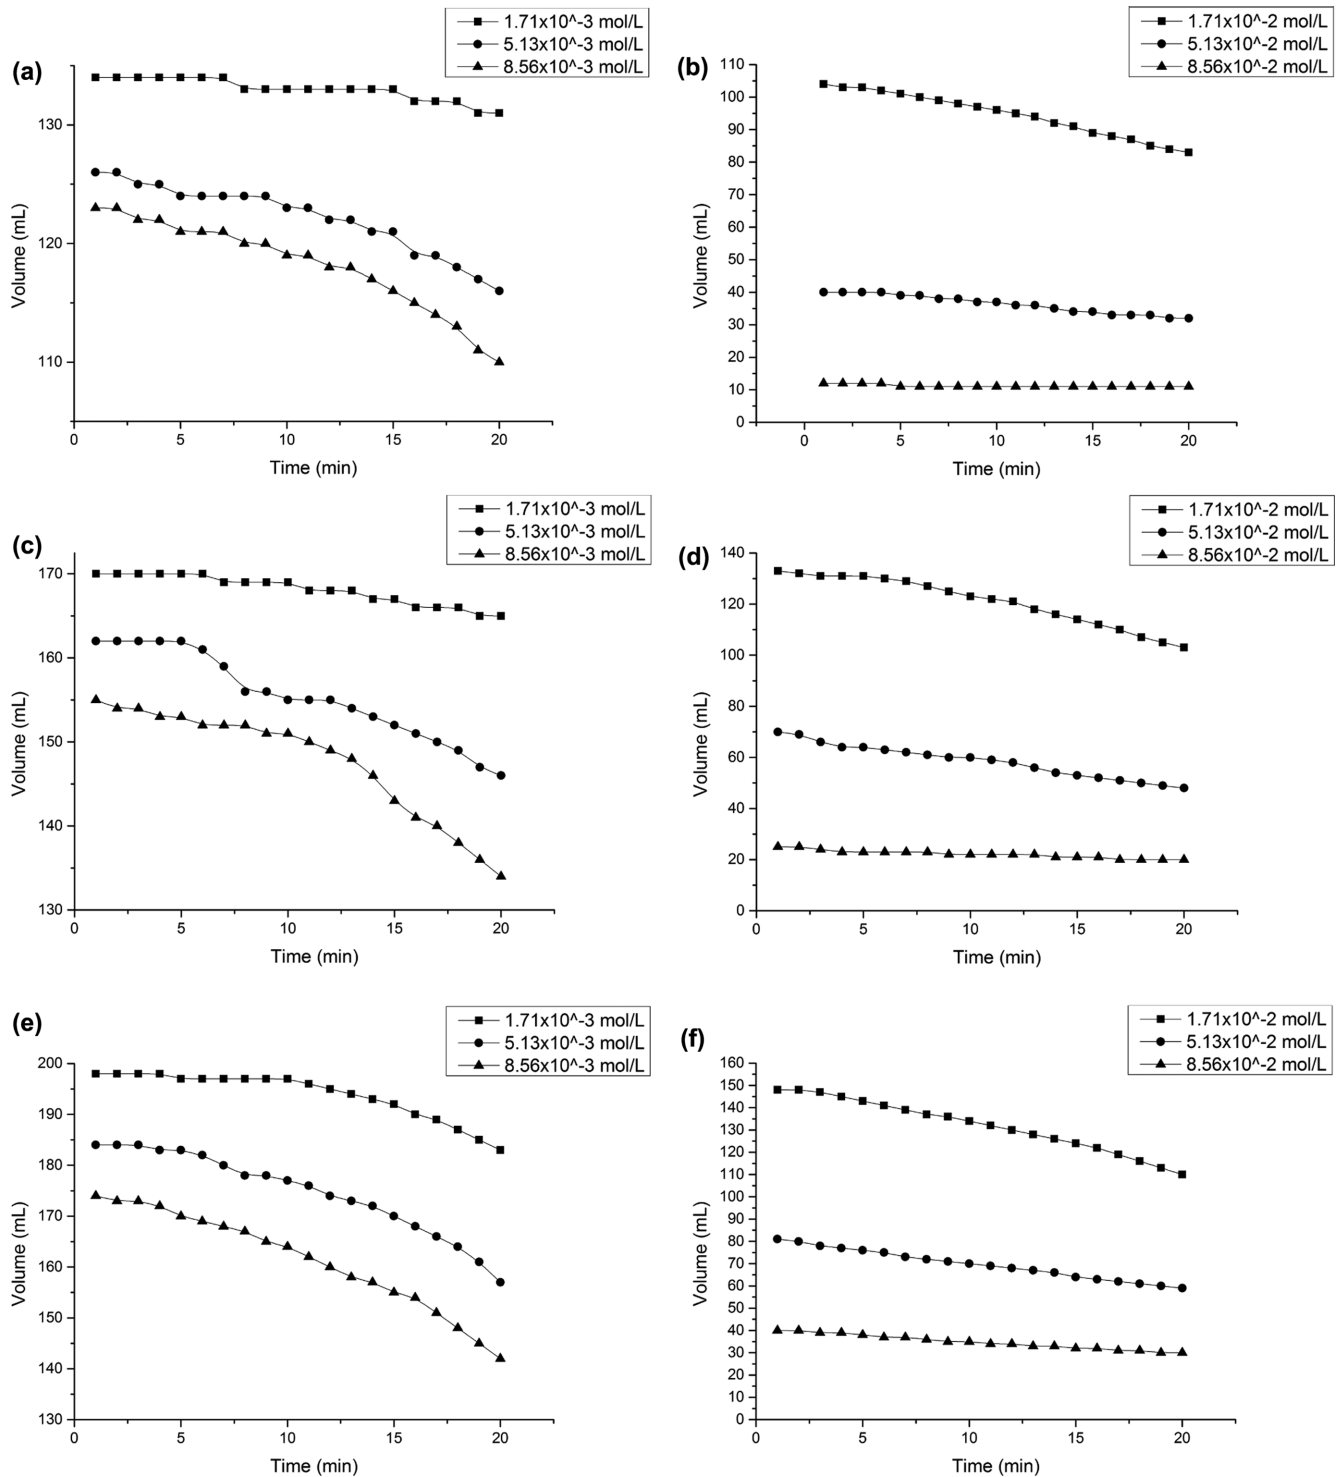 (a)
1.71x10^-3 mol/L
5.13x10^-3 mol/L
8.56x10^-3 mol/L
Volume (mL)
130
120
110
0 5 10 15 20
Time (min)
(b)
1.71x10^-2 mol/L
5.13x10^-2 mol/L
8.56x10^-2 mol/L
Volume (mL)
110
100
90
80
70
60
50
40
30
20
10
0
0 5 10 15 20
Time (min)
(c)
1.71x10^-3 mol/L
5.13x10^-3 mol/L
8.56x10^-3 mol/L
Volume (mL)
170
160
150
140
130
0 5 10 15 20
Time (min)
(d)
1.71x10^-2 mol/L
5.13x10^-2 mol/L
8.56x10^-2 mol/L
Volume (mL)
140
120
100
80
60
40
20
0
0 5 10 15 20
Time (min)
(e)
1.71x10^-3 mol/L
5.13x10^-3 mol/L
8.56x10^-3 mol/L
Volume (mL)
200
190
180
170
160
150
140
130
0 5 10 15 20
Time (min)
(f)
1.71x10^-2 mol/L
5.13x10^-2 mol/L
8.56x10^-2 mol/L
Volume (mL)
160
150
140
130
120
110
100
90
80
70
60
50
40
30
20
10
0
0 5 10 15 20
Time (min)